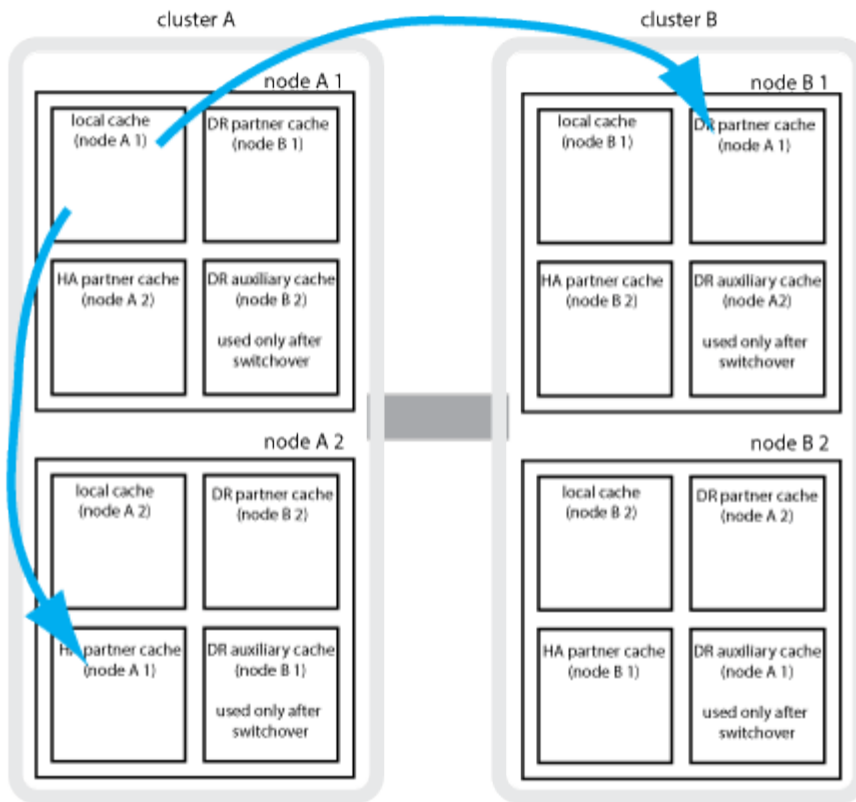 cluster A
cluster B
node A 1
local cache
(node A 1)
DR partner cache
(node B 1)
HA partner cache
(node A 2)
DR auxiliary cache
(node B 2)
used only after
switchover
node A 2
local cache
(node A 2)
DR partner cache
(node B 2)
HA partner cache
(node A 1)
DR auxiliary cache
(node B 1)
used only after
switchover
node B 1
local cache
(node B 1)
DR partner cache
(node A 1)
HA partner cache
(node B 2)
DR auxiliary cache
(node A2)
used only after
switchover
node B 2
local cache
(node B 2)
DR partner cache
(node A 2)
HA partner cache
(node B 1)
DR auxiliary cache
(node A 1)
used only after
switchover